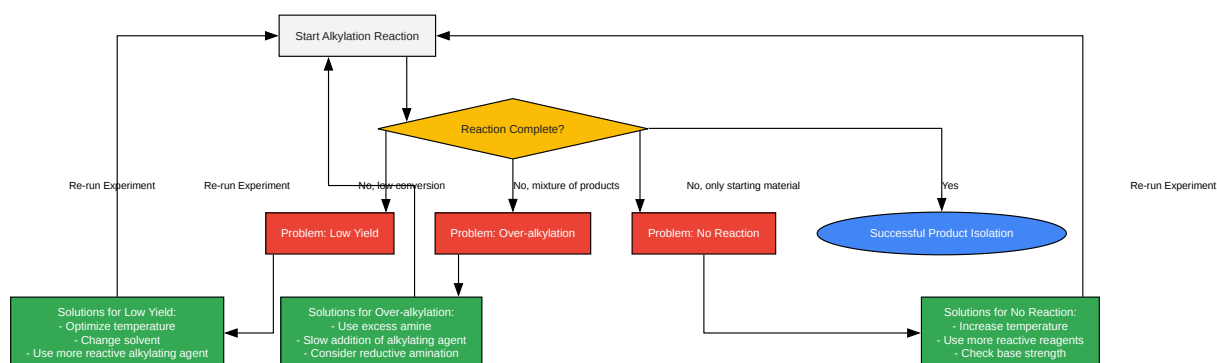 Start Alkylation Reaction
Reaction Complete?
Re-run Experiment
Re-run Experiment
No, low conversion
No, mixture of products
No, only starting material
Yes
Re-run Experiment
Problem: Low Yield
Problem: Over-alkylation
Problem: No Reaction
Successful Product Isolation
Solutions for Low Yield:
- Optimize temperature
- Change solvent
- Use more reactive alkylating agent
Solutions for Over-alkylation:
- Use excess amine
- Slow addition of alkylating agent
- Consider reductive amination
Solutions for No Reaction:
- Increase temperature
- Use more reactive reagents
- Check base strength